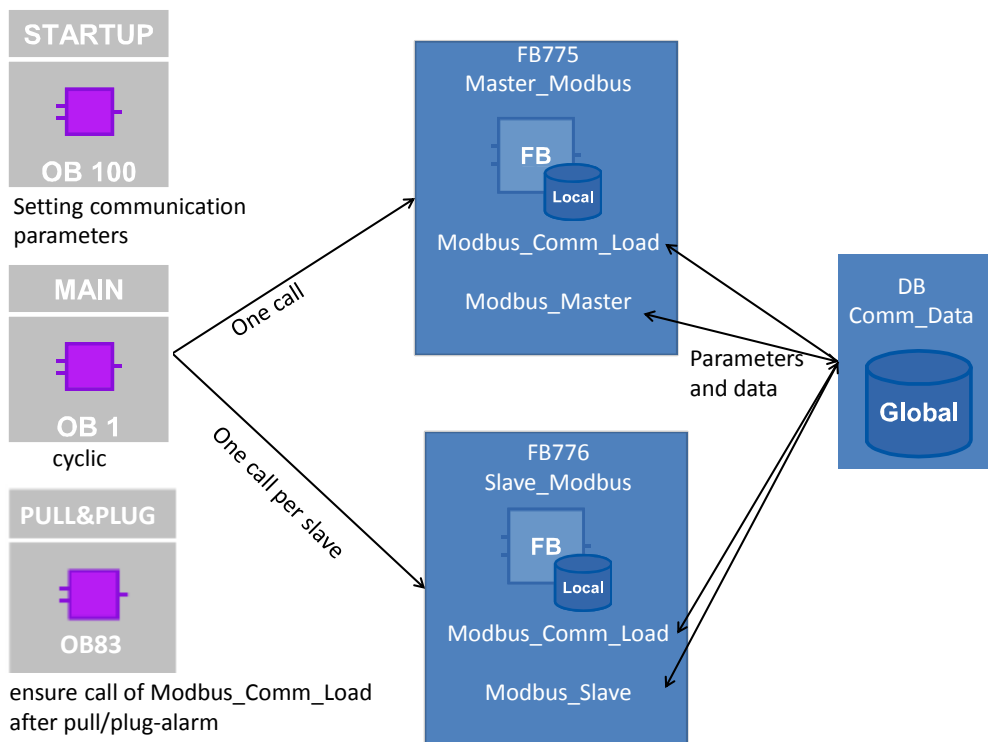 STARTUP
OB 100
Setting communication
parameters
MAIN
OB 1
cyclic
PULL&PLUG
OB83
ensure call of Modbus_Comm_Load
after pull/plug-alarm
One call
One call per slave
FB775
Master_Modbus
FB
Local
Modbus_Comm_Load
Modbus_Master
Parameters
and data
FB776
Slave_Modbus
FB
Local
Modbus_Comm_Load
Modbus_Slave
DB
Comm_Data
Global